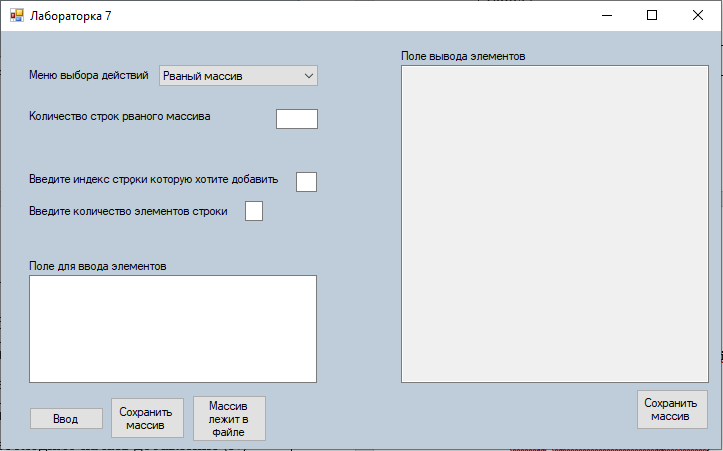 Лабораторка 7
Поле вывода элементов
Меню выбора действий
Рваный массив
Количество строк рваного массива
Введите индекс строки которую хотите добавить
Введите количество элементов строки
Поле для ввода элементов
Ввод
Сохранить
массив
Массив
лежит в
файле
Сохранить
массив